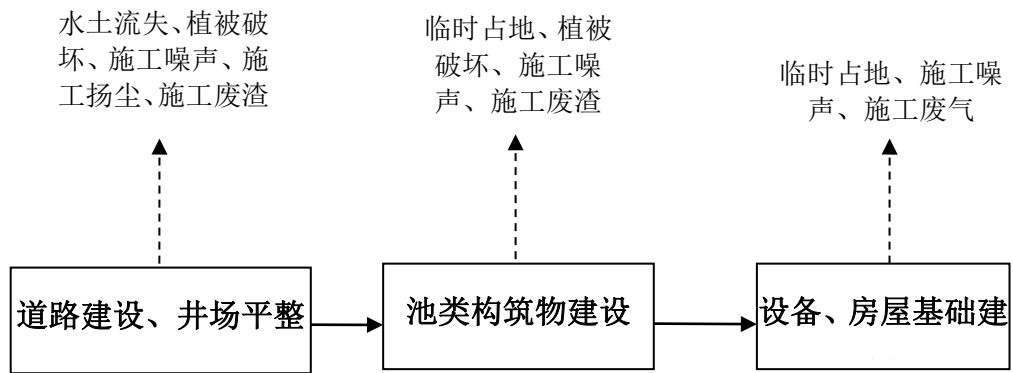 水土流失、植被破
坏、施工噪声、施
工扬尘、施工废渣
临时占地、植被
破坏、施工噪
声、施工废渣
临时占地、施工噪
声、施工废气
道路建设、井场平整
池类构筑物建设
设备、房屋基础建